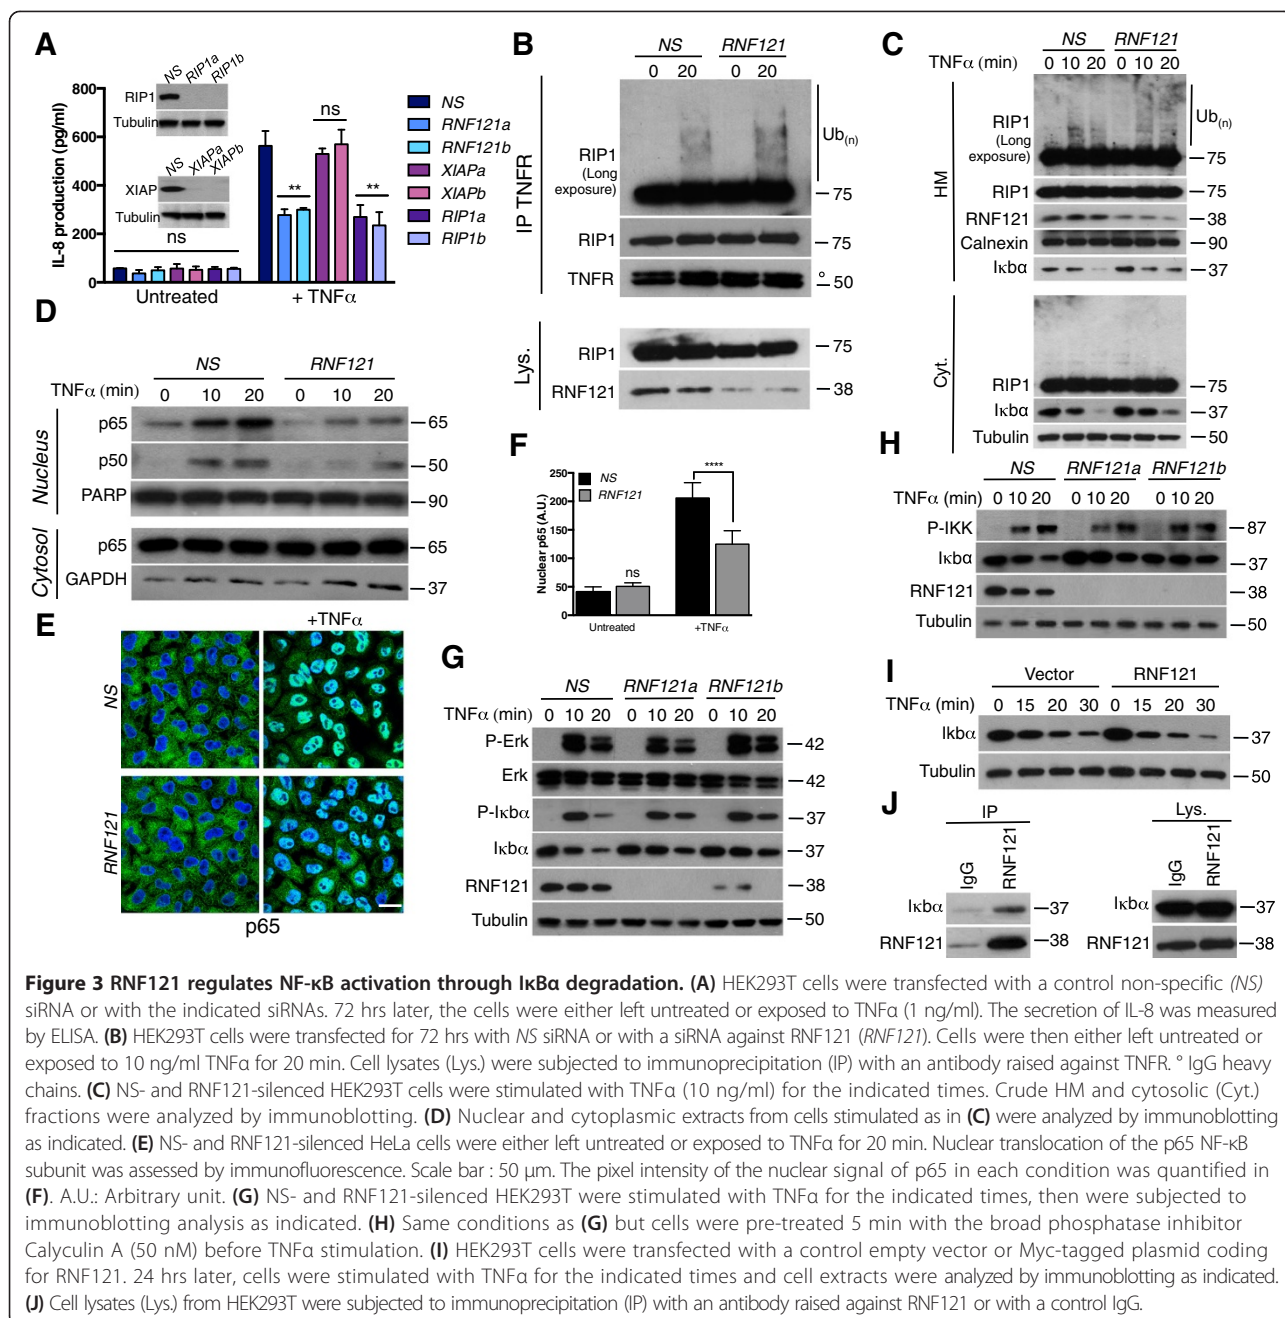 A
IL-8 production (pg/ml)
800
600
400
200
0
NS RIP1a RIP1b
RIP1
Tubulin
NS XIAPa XIAPb
XIAP
Tubulin
ns
ns
** **
Untreated + TNFα
NS
RNF121a
RNF121b
XIAPa
XIAPb
RIP1a
RIP1b
B
NS RNF121
0 20 0 20
IP TNFR
RIP1
(Long
exposure)
Ub(n)
75
RIP1 75
TNFR ° 50
Lys.
RIP1 75
RNF121 38
C
NS RNF121
TNFα (min) 0 10 20 0 10 20
HM
RIP1
(Long
exposure)
Ub(n)
75
RIP1 75
RNF121 38
Calnexin 90
Iκbα 37
Cyt.
RIP1 75
Iκbα 37
Tubulin 50
D
NS RNF121
TNFα (min) 0 10 20 0 10 20
Nucleus
p65 65
p50 50
PARP 90
Cytosol
p65 65
GAPDH 37
E
+TNFα
NS
RNF121
p65
F
Nuclear p65 (A.U.)
250
200
150
100
50
0
NS
RNF121
ns
****
Untreated +TNFα
G
NS RNF121a RNF121b
TNFα (min) 0 10 20 0 10 20 0 10 20
P-Erk 42
Erk 42
P-Iκbα 37
Iκbα 37
RNF121 38
Tubulin 50
H
NS RNF121a RNF121b
TNFα (min) 0 10 20 0 10 20 0 10 20
P-IKK 87
Iκbα 37
RNF121 38
Tubulin 50
I
Vector RNF121
TNFα (min) 0 15 20 30 0 15 20 30
Ikbα 37
Tubulin 50
J
IP Lys.
IgG RNF121 IgG RNF121
Iκbα 37 Iκbα 37
RNF121 38 RNF121 38
Figure 3 RNF121 regulates NF-κB activation through IκBα degradation. (A) HEK293T cells were transfected with a control non-specific (NS)
siRNA or with the indicated siRNAs. 72 hrs later, the cells were either left untreated or exposed to TNFα (1 ng/ml). The secretion of IL-8 was measured
by ELISA. (B) HEK293T cells were transfected for 72 hrs with NS siRNA or with a siRNA against RNF121 (RNF121). Cells were then either left untreated or
exposed to 10 ng/ml TNFα for 20 min. Cell lysates (Lys.) were subjected to immunoprecipitation (IP) with an antibody raised against TNFR. ° IgG heavy
chains. (C) NS- and RNF121-silenced HEK293T cells were stimulated with TNFα (10 ng/ml) for the indicated times. Crude HM and cytosolic (Cyt.)
fractions were analyzed by immunoblotting. (D) Nuclear and cytoplasmic extracts from cells stimulated as in (C) were analyzed by immunoblotting
as indicated. (E) NS- and RNF121-silenced HeLa cells were either left untreated or exposed to TNFα for 20 min. Nuclear translocation of the p65 NF-κB
subunit was assessed by immunofluorescence. Scale bar : 50 μm. The pixel intensity of the nuclear signal of p65 in each condition was quantified in
(F). A.U.: Arbitrary unit. (G) NS- and RNF121-silenced HEK293T were stimulated with TNFα for the indicated times, then were subjected to
immunoblotting analysis as indicated. (H) Same conditions as (G) but cells were pre-treated 5 min with the broad phosphatase inhibitor
Calyculin A (50 nM) before TNFα stimulation. (I) HEK293T cells were transfected with a control empty vector or Myc-tagged plasmid coding
for RNF121. 24 hrs later, cells were stimulated with TNFα for the indicated times and cell extracts were analyzed by immunoblotting as indicated.
(J) Cell lysates (Lys.) from HEK293T were subjected to immunoprecipitation (IP) with an antibody raised against RNF121 or with a control IgG.